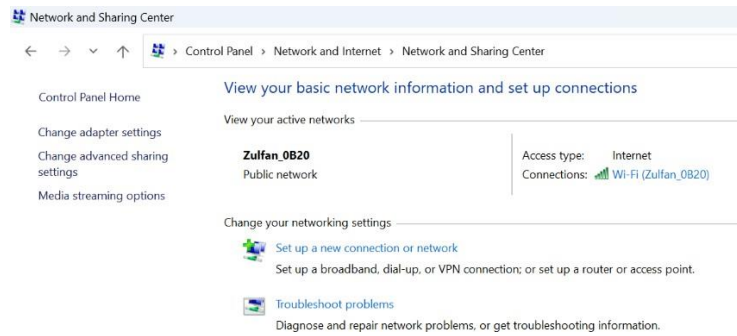 Network and Sharing Center
Control Panel > Network and Internet > Network and Sharing Center
Control Panel Home
Change adapter settings
Change advanced sharing
settings
Media streaming options
View your basic network information and set up connections
View your active networks
Zulfan_0B20
Public network
Access type: Internet
Connections: Wi-Fi (Zulfan_0B20)
Change your networking settings
Set up a new connection or network
Set up a broadband, dial-up, or VPN connection; or set up a router or access point.
Troubleshoot problems
Diagnose and repair network problems, or get troubleshooting information.